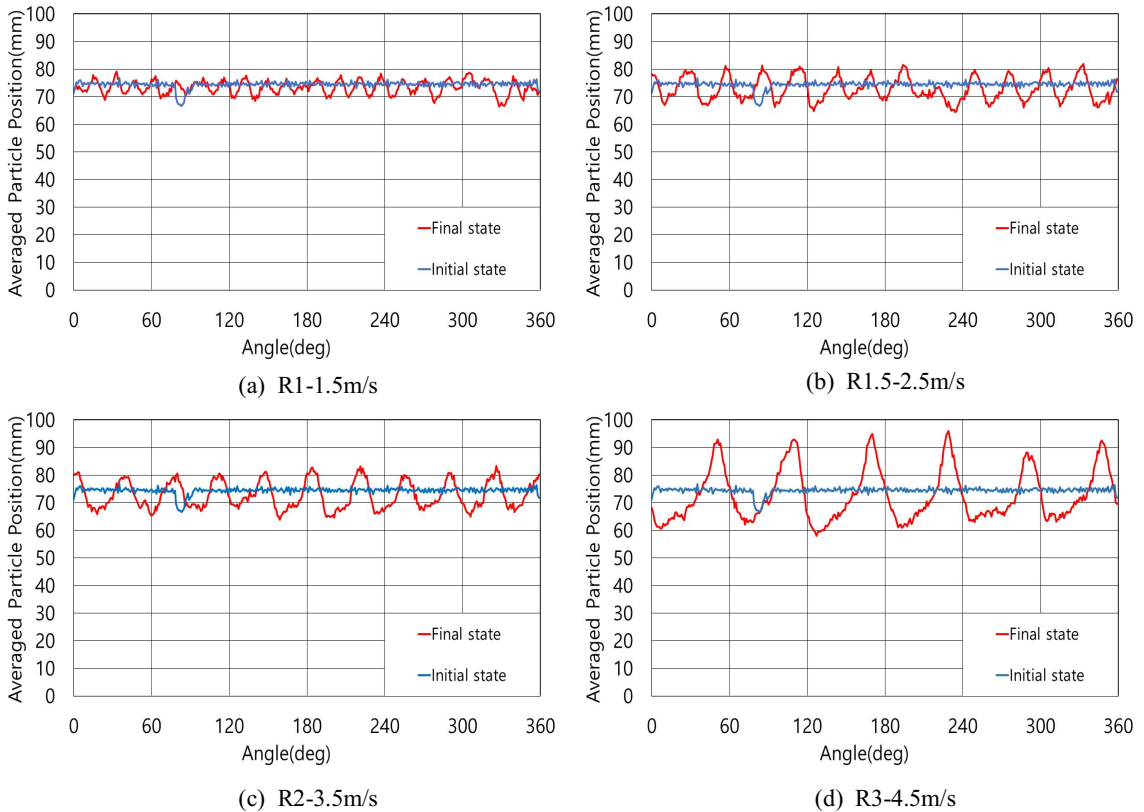 Averaged Particle Position(mm)
100
90
80
70
60
50
40
30
20
10
0
Final state
Initial state
0 60 120 180 240 300 360
Angle(deg)
(a) R1-1.5m/s
Averaged Particle Position(mm)
100
90
80
70
60
50
40
30
20
10
0
Final state
Initial state
0 60 120 180 240 300 360
Angle(deg)
(b) R1.5-2.5m/s
Averaged Particle Position(mm)
100
90
80
70
60
50
40
30
20
10
0
Final state
Initial state
0 60 120 180 240 300 360
Angle(deg)
(c) R2-3.5m/s
Averaged Particle Position(mm)
100
90
80
70
60
50
40
30
20
10
0
Final state
Initial state
0 60 120 180 240 300 360
Angle(deg)
(d) R3-4.5m/s